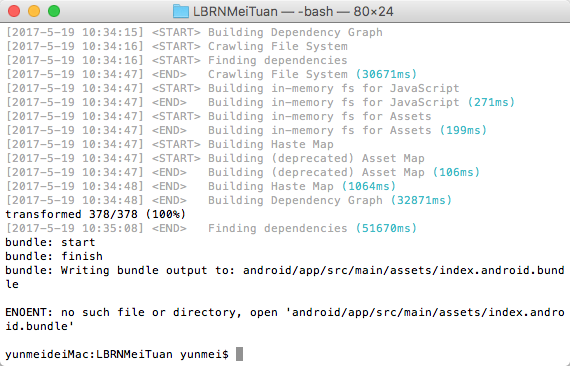 LBRNMeiTuan — -bash — 80×24
[2017-5-19 10:34:15] <START> Building Dependency Graph
[2017-5-19 10:34:16] <START> Crawling File System
[2017-5-19 10:34:16] <START> Finding dependencies
[2017-5-19 10:34:47] <END>   Crawling File System (30671ms)
[2017-5-19 10:34:47] <START> Building in-memory fs for JavaScript
[2017-5-19 10:34:47] <END>   Building in-memory fs for JavaScript (271ms)
[2017-5-19 10:34:47] <START> Building in-memory fs for Assets
[2017-5-19 10:34:47] <END>   Building in-memory fs for Assets (199ms)
[2017-5-19 10:34:47] <START> Building Haste Map
[2017-5-19 10:34:47] <START> Building (deprecated) Asset Map
[2017-5-19 10:34:47] <END>   Building (deprecated) Asset Map (106ms)
[2017-5-19 10:34:48] <END>   Building Haste Map (1064ms)
[2017-5-19 10:34:48] <END>   Building Dependency Graph (32871ms)
transformed 378/378 (100%)
[2017-5-19 10:35:08] <END>   Finding dependencies (51670ms)
bundle: start
bundle: finish
bundle: Writing bundle output to: android/app/src/main/assets/index.android.bund
le
ENOENT: no such file or directory, open 'android/app/src/main/assets/index.andro
id.bundle'
yunmeideiMac:LBRNMeiTuan yunmei$